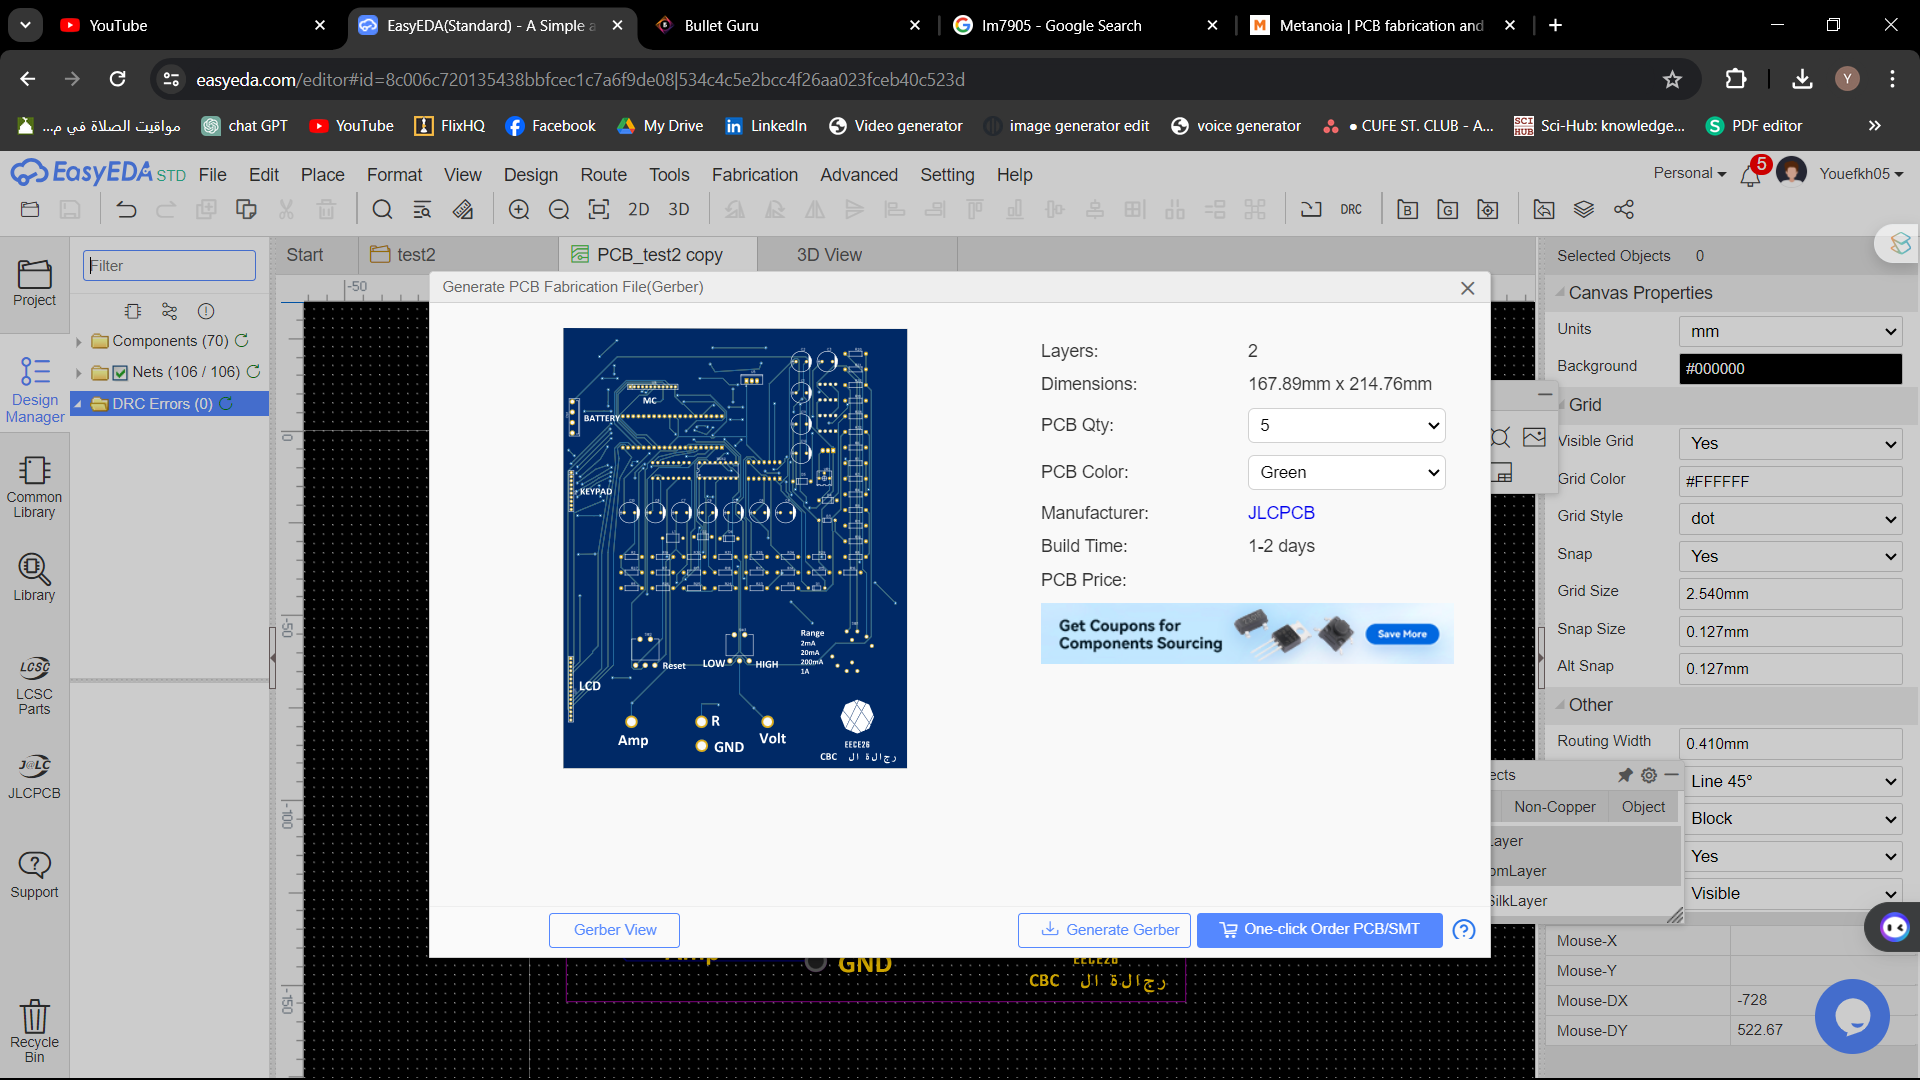 YouTube
EasyEDA(Standard) - A Simple a
Bullet Guru
lm7905 - Google Search
Metanoia | PCB fabrication and
easyeda.com/editor#id=8c006c720135438bbfcec1c7a6f9de08|534c4c5e2bcc4f26aa023fceb40c523d
Y
مواقيت الصلاة في م...
chat GPT
YouTube
FlixHQ
Facebook
My Drive
LinkedIn
Video generator
image generator edit
voice generator
• CUFE ST. CLUB - A...
Sci-Hub: knowledge...
PDF editor
EasyEDA STD
File Edit Place Format View Design Route Tools Fabrication Advanced Setting Help
Personal
5
Youefkh05
2D 3D
DRC
B
G
Start
test2
PCB_test2 copy
3D View
Project
Design Manager
Common Library
Library
LCSC
LCSC Parts
J@LC
JLCPCB
Support
Recycle Bin
Filter
Components (70)
Nets (106 / 106)
DRC Errors (0)
-50
0
-50
-100
-150
Generate PCB Fabrication File(Gerber)
MC
BATTERY
KEYPAD
Range
2mA
20mA
200mA
1A
Reset
LOW
HIGH
LCD
R
Amp
GND
Volt
EECE26
CBC رجالة ال
Layers: 2
Dimensions: 167.89mm x 214.76mm
PCB Qty: 5
PCB Color: Green
Manufacturer: JLCPCB
Build Time: 1-2 days
PCB Price:
Get Coupons for
Components Sourcing
Save More
Gerber View
Generate Gerber
One-click Order PCB/SMT
Amp
GND
EECE26
CBC رجالة ال
Selected Objects 0
Canvas Properties
Units mm
Background #000000
Grid
Visible Grid Yes
Grid Color #FFFFFF
Grid Style dot
Snap Yes
Grid Size 2.540mm
Snap Size 0.127mm
Alt Snap 0.127mm
Other
Routing Width 0.410mm
Line 45°
Block
Yes
Visible
ects
Non-Copper Object
Layer
omLayer
SilkLayer
Mouse-X
Mouse-Y
Mouse-DX -728
Mouse-DY 522.67